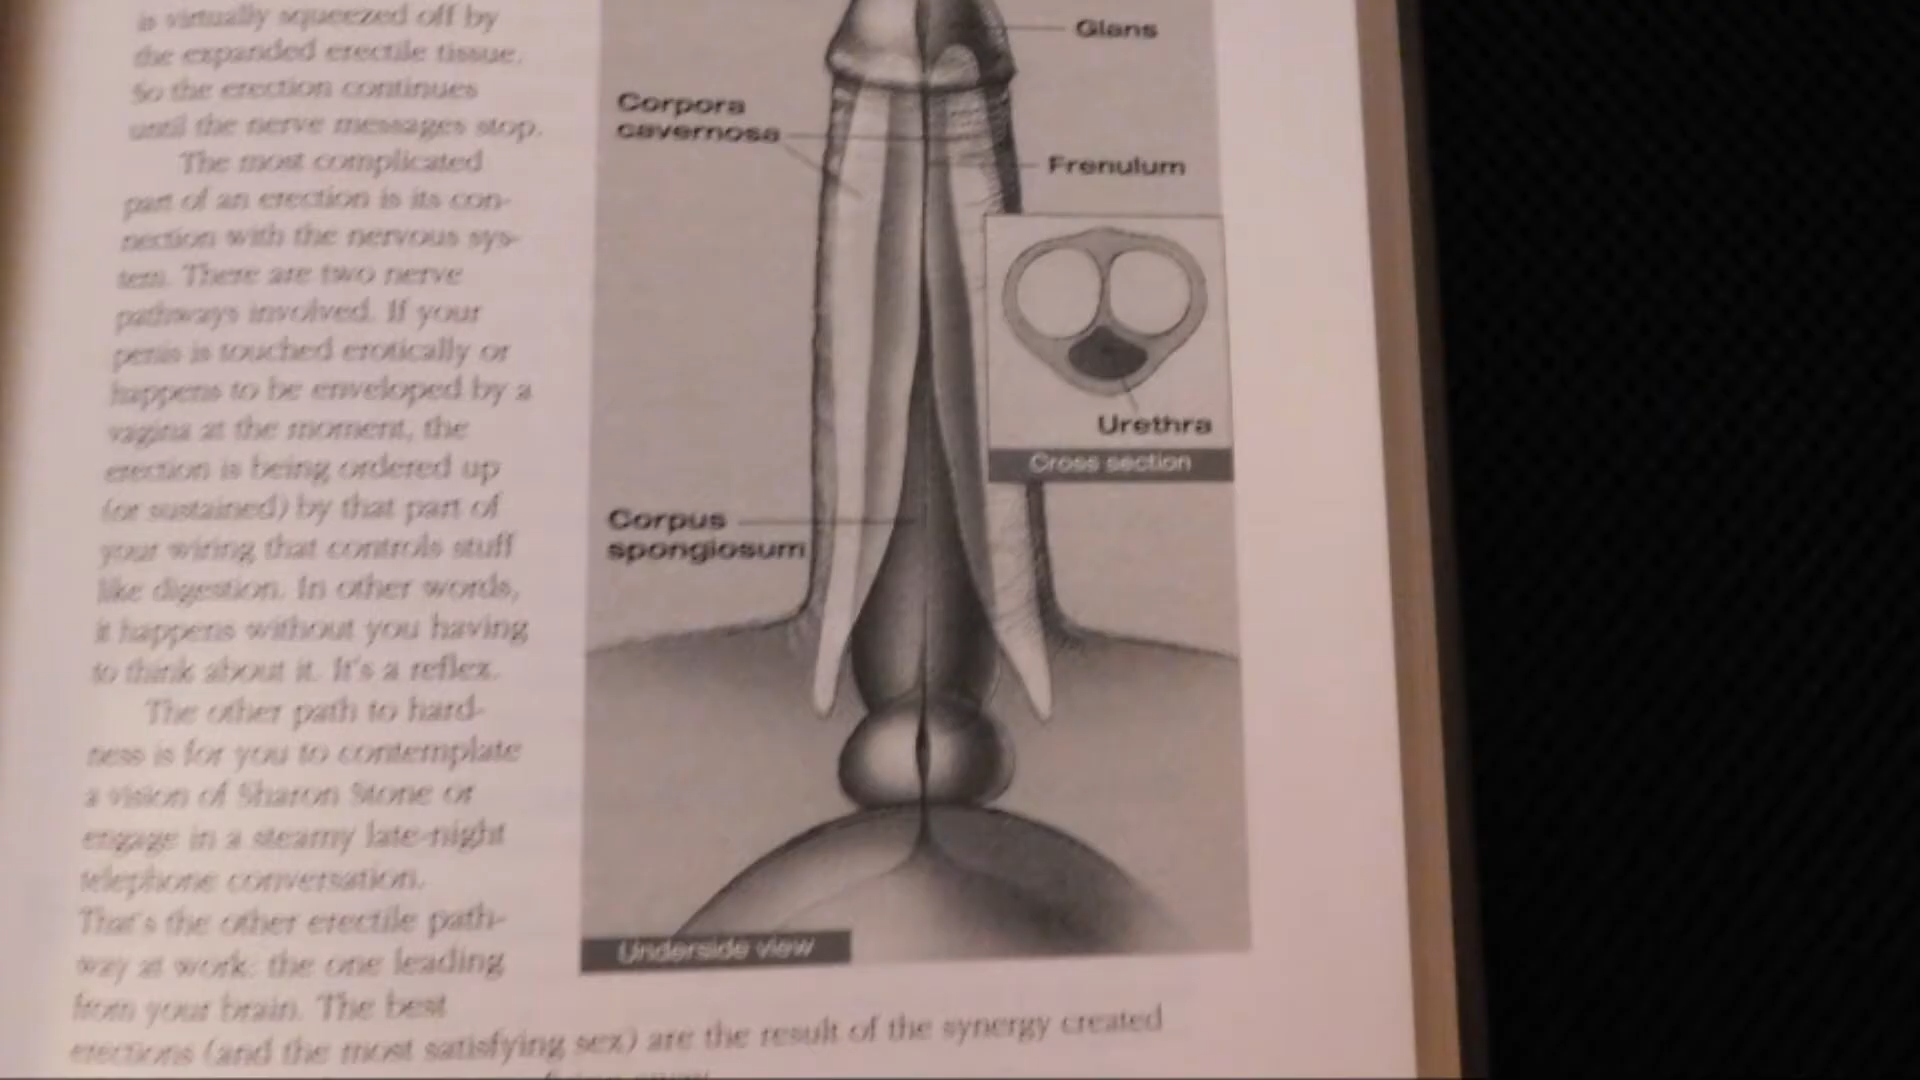 is virtually squeezed off by
the expanded erectile tissue.
So the erection continues
until the nerve messages stop.
The most complicated
part of an erection is its con-
nection with the nervous sys-
tem. There are two nerve
pathways involved. If your
penis is touched erotically or
happens to be enveloped by a
vagina at the moment, the
erection is being ordered up
(or sustained) by that part of
your wiring that controls stuff
like digestion. In other words,
it happens without you having
to think about it. It's a reflex.
The other path to hard-
ness is for you to contemplate
a vision of Sharon Stone or
engage in a steamy late-night
telephone conversation.
That's the other erectile path-
way at work: the one leading
from your brain. The best
erections (and the most satisfying sex) are the result of the synergy created
Glans
Corpora
cavernosa
Frenulum
Urethra
Cross section
Corpus
spongiosum
Underside view